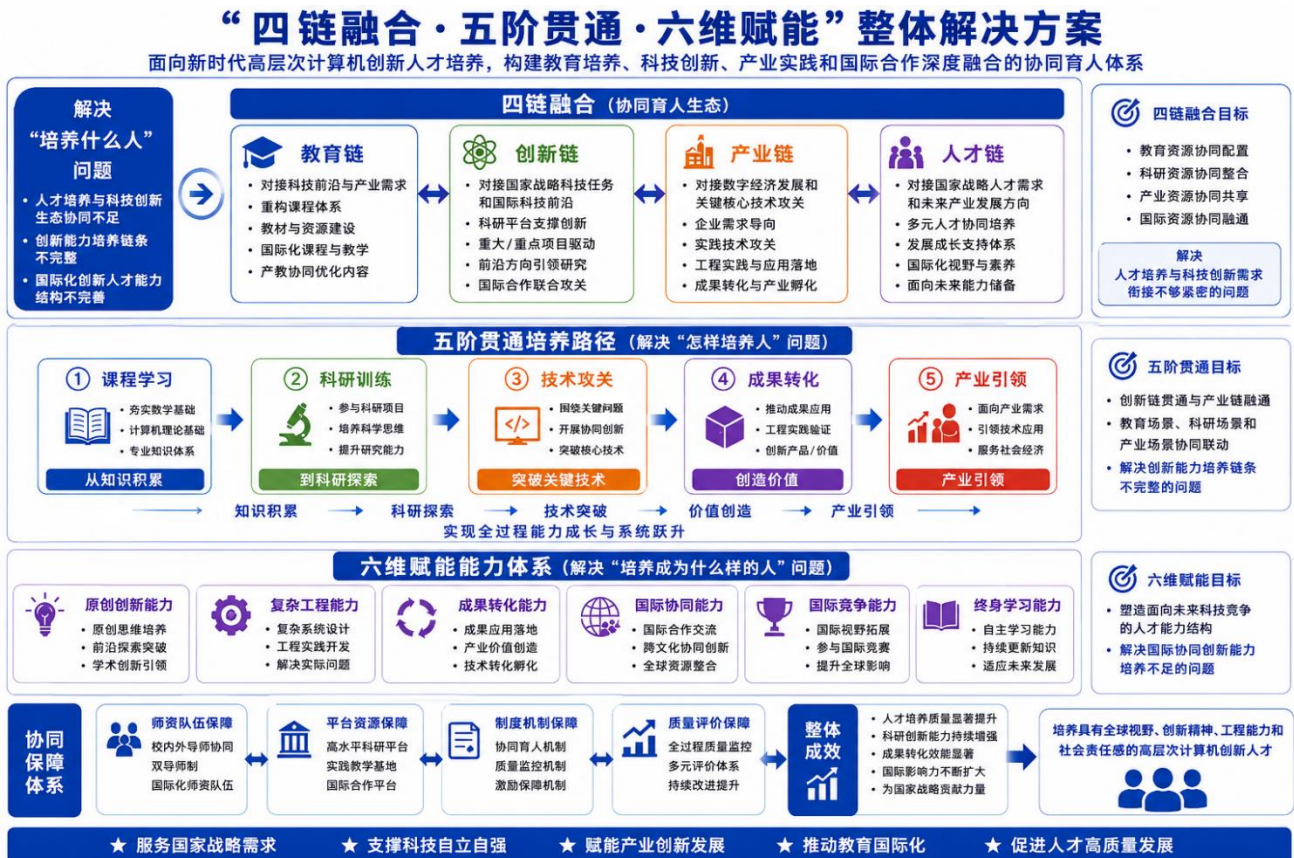 “四链融合·五阶贯通·六维赋能”整体解决方案
面向新时代高层次计算机创新人才培养，构建教育培养、科技创新、产业实践和国际合作深度融合的协同育人体系
解决
“培养什么人”
问题
• 人才培养与科技创新
生态协同不足
• 创新能力培养链条
不完整
• 国际化创新人才能力
结构不完善
四链融合（协同育人生态）
教育链
• 对接科技前沿与产业需求
• 重构课程体系
• 教材与资源建设
• 国际化课程与教学
• 产教协同优化内容
创新链
• 对接国家战略科技任务
和国际科技前沿
• 科研平台支撑创新
• 重大/重点项目驱动
• 前沿方向引领研究
• 国际合作联合攻关
产业链
• 对接数字经济发展和
关键核心技术攻关
• 企业需求导向
• 实践技术攻关
• 工程实践与应用落地
• 成果转化与产业孵化
人才链
• 对接国家战略人才需求
和未来产业发展方向
• 多元人才协同培养
• 发展成长支持体系
• 国际化视野与素养
• 面向未来能力储备
四链融合目标
• 教育资源协同配置
• 科研资源协同整合
• 产业资源协同共享
• 国际资源协同融通
解决
人才培养与科技创新需求
衔接不够紧密的问题
五阶贯通培养路径（解决“怎样培养人”问题）
① 课程学习
• 夯实数学基础
• 计算机理论基础
• 专业知识体系
从知识积累
② 科研训练
• 参与科研项目
• 培养科学思维
• 提升研究能力
到科研探索
③ 技术攻关
</>
• 围绕关键问题
• 开展协同创新
• 突破核心技术
突破关键技术
④ 成果转化
• 推动成果应用
• 工程实践验证
• 创新产品/价值
创造价值
⑤ 产业引领
• 面向产业需求
• 引领技术应用
• 服务社会经济
产业引领
知识积累 科研探索 技术突破 价值创造 产业引领
实现全过程能力成长与系统跃升
五阶贯通目标
• 创新链贯通与产业链融通
• 教育场景、科研场景和
产业场景协同联动
• 解决创新能力培养链条
不完整的问题
六维赋能能力体系（解决“培养成为什么样的人”问题）
原创创新能力
• 原创思维培养
• 前沿探索突破
• 学术创新引领
复杂工程能力
• 复杂系统设计
• 工程实践开发
• 解决实际问题
成果转化能力
• 成果应用落地
• 产业价值创造
• 技术转化孵化
国际协同能力
• 国际合作交流
• 跨文化协同创新
• 全球资源整合
国际竞争能力
• 国际视野拓展
• 参与国际竞赛
• 提升全球影响
终身学习能力
• 自主学习能力
• 持续更新知识
• 适应未来发展
六维赋能目标
• 塑造面向未来科技竞争
的人才能力结构
• 解决国际协同创新能力
培养不足的问题
协同
保障
体系
师资队伍保障
校内外导师协同
双导师制
国际化师资队伍
平台资源保障
高水平科研平台
实践教学基地
国际合作平台
制度机制保障
协同育人机制
质量监控机制
激励保障机制
质量评价保障
全过程质量监控
多元评价体系
持续改进提升
整体
成效
• 人才培养质量显著提升
• 科研创新能力持续增强
• 成果转化效能显著
• 国际影响力不断扩大
• 为国家战略贡献力量
培养具有全球视野、创新精神、工程能力和
社会责任感的高层次计算机创新人才
★ 服务国家战略需求 ★ 支撑科技自立自强 ★ 赋能产业创新发展 ★ 推动教育国际化 ★ 促进人才高质量发展